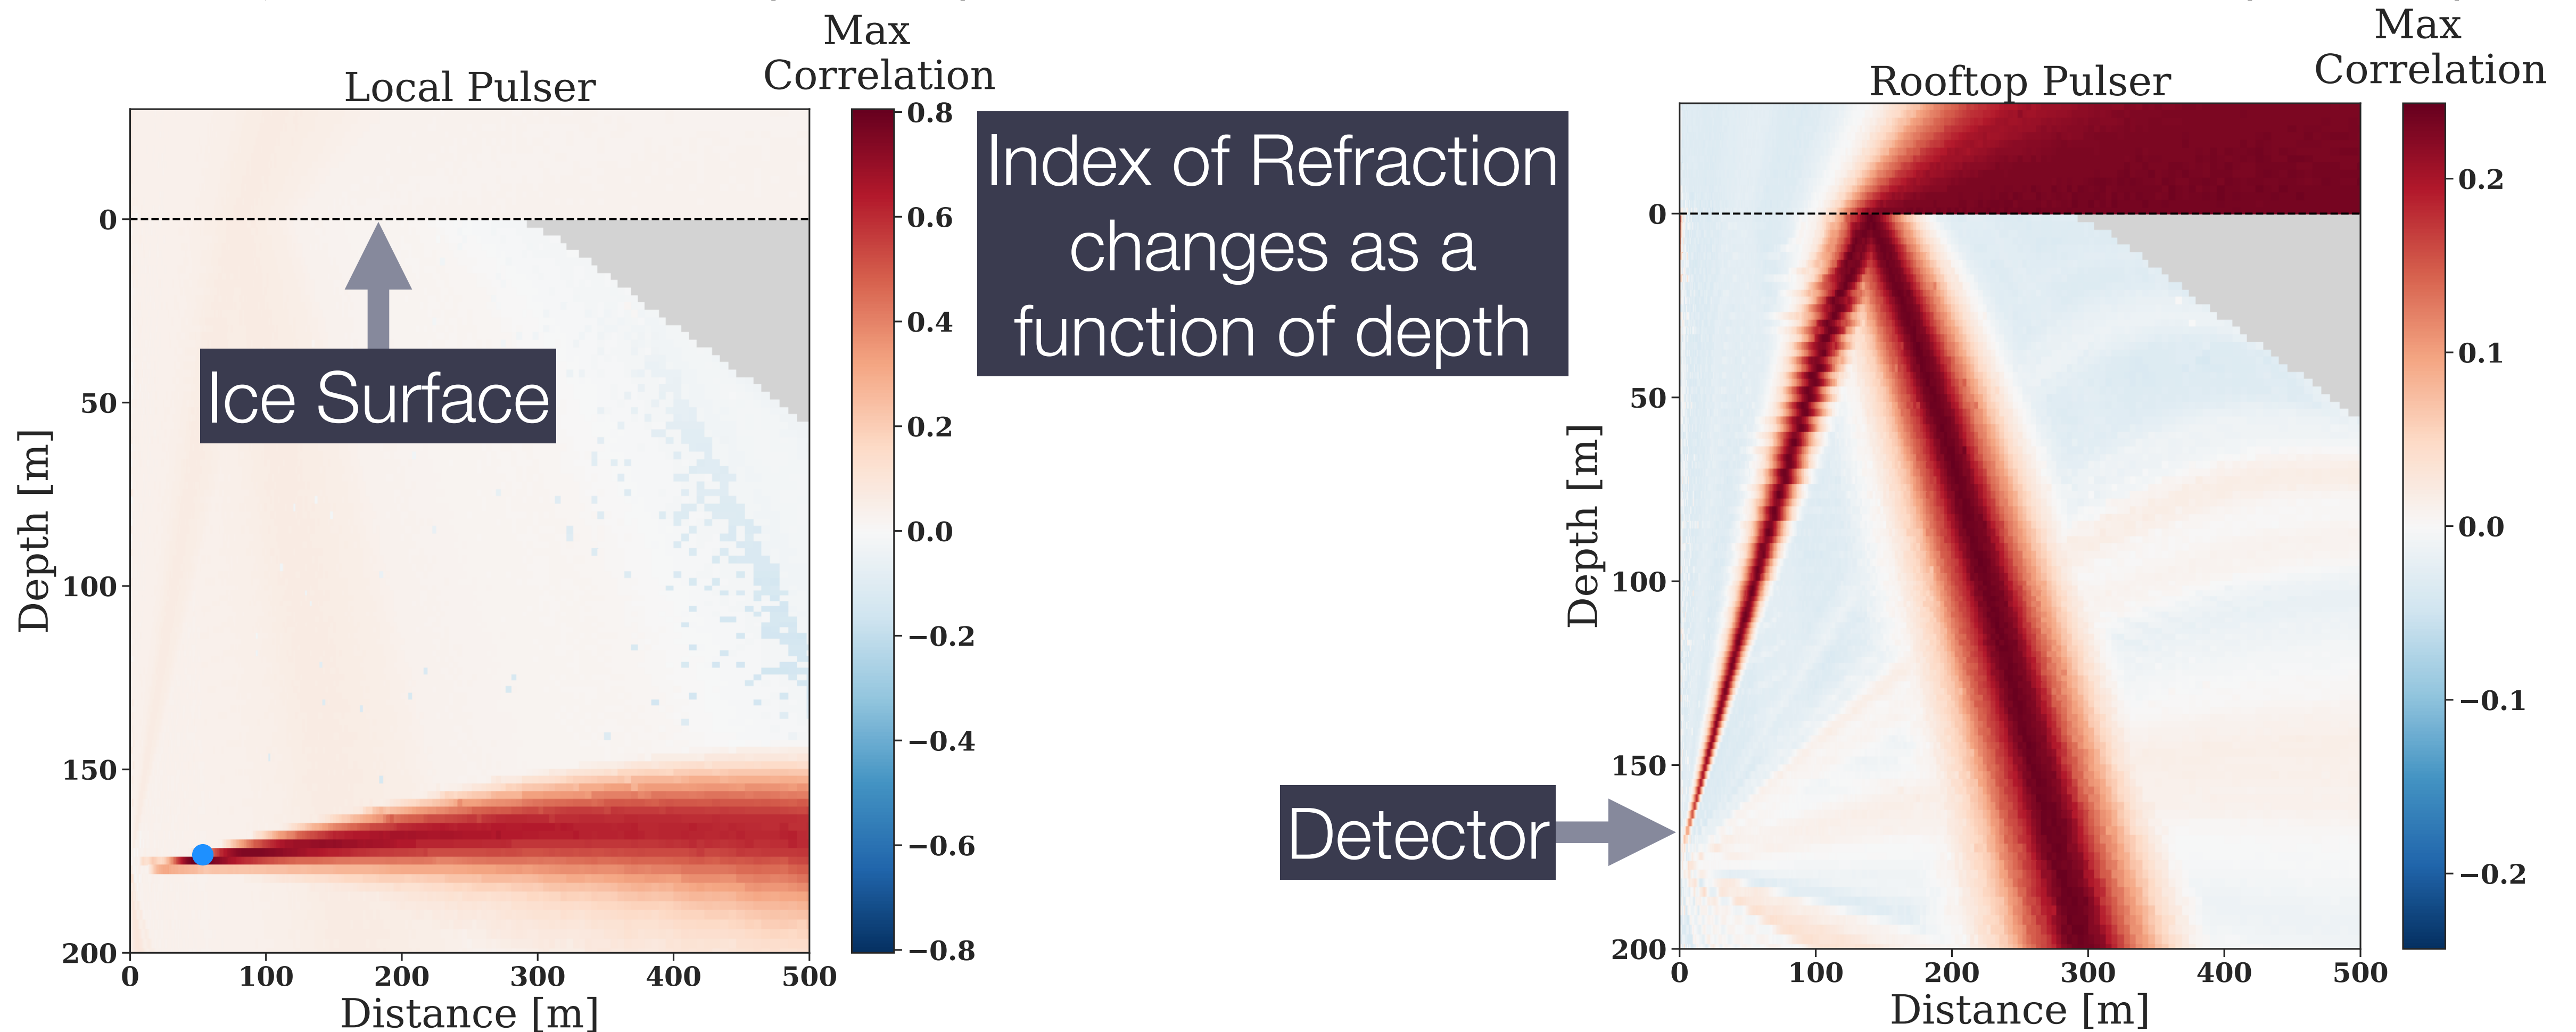 Local Pulser
Max
Correlation
0
50
100
150
200
Depth [m]
0 100 200 300 400 500
Distance [m]
0.8
0.6
0.4
0.2
0.0
−0.2
−0.4
−0.6
−0.8
Ice Surface
Index of Refraction
changes as a
function of depth
Detector
Rooftop Pulser
Max
Correlation
0
50
100
150
200
Depth [m]
0 100 200 300 400 500
Distance [m]
0.2
0.1
0.0
−0.1
−0.2